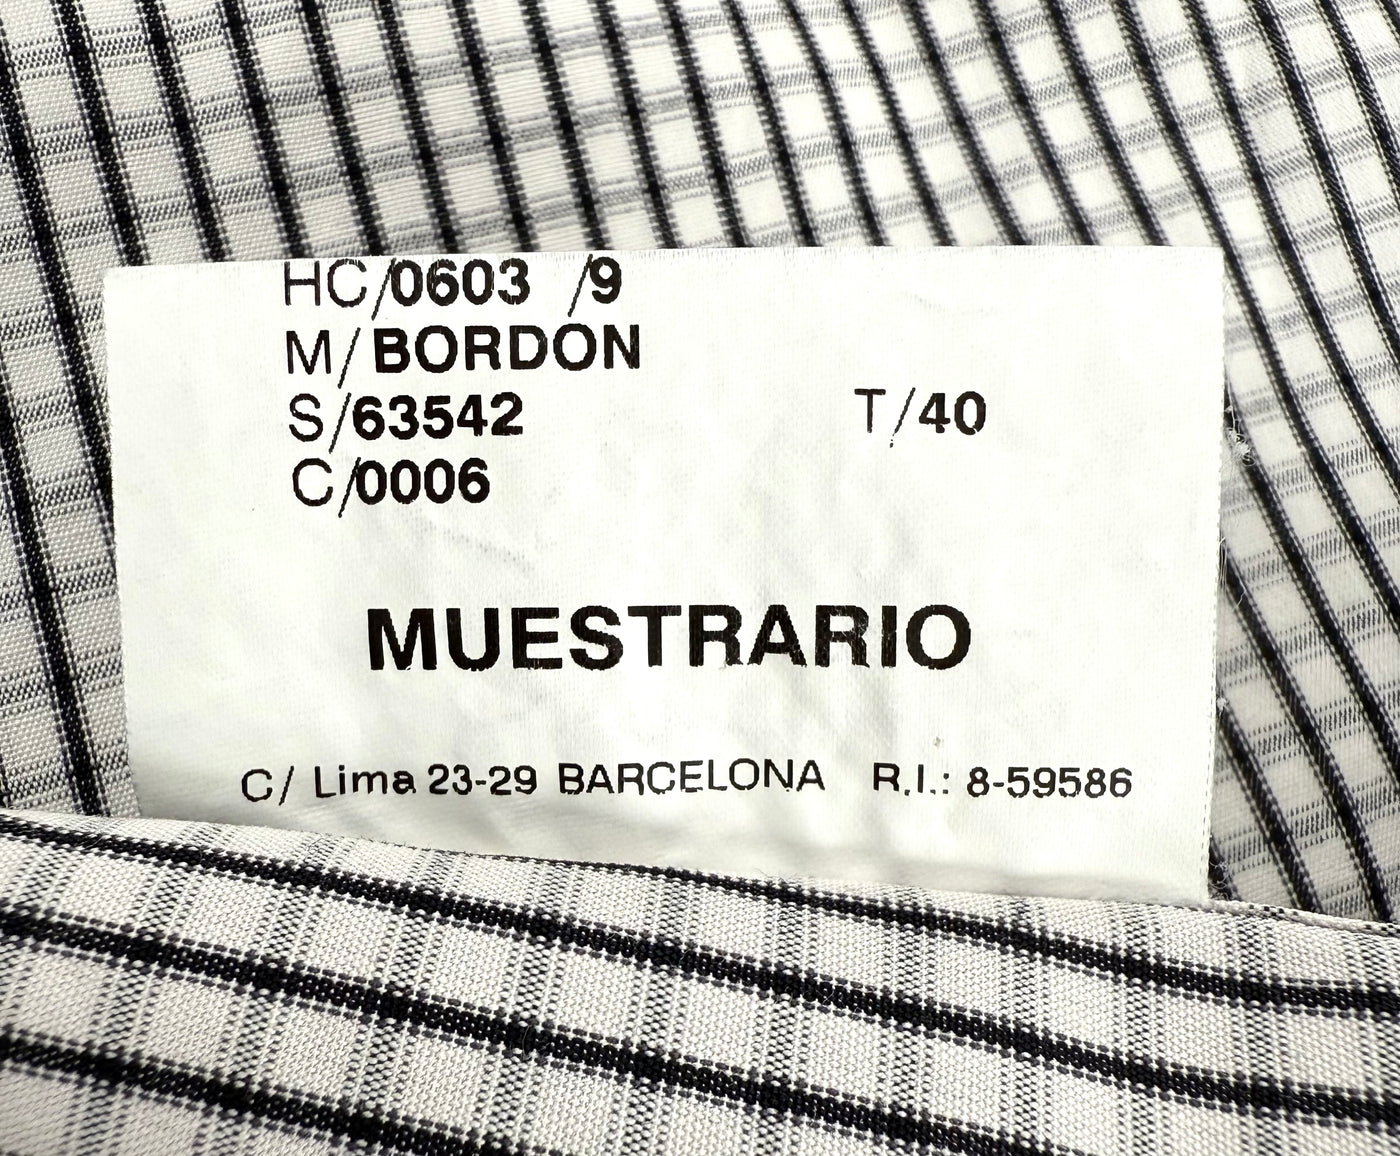 HC/0603 /9
M/BORDON
S/63542 T/40
C/0006
MUESTRARIO
C/ Lima 23-29 BARCELONA R.I.: 8-59586